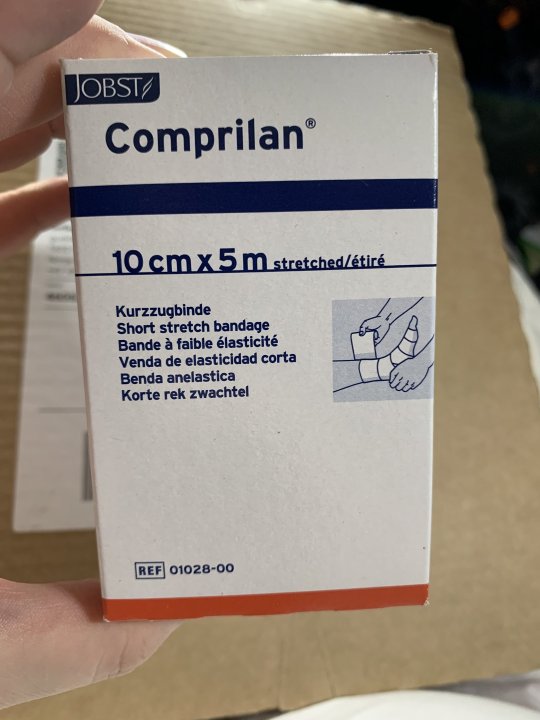 JOBST
Comprilan®
10 cm x 5 m stretched/étiré
Kurzzugbinde
Short stretch bandage
Bande à faible élasticité
Venda de elasticidad corta
Benda anelastica
Korte rek zwachtel
REF 01028-00